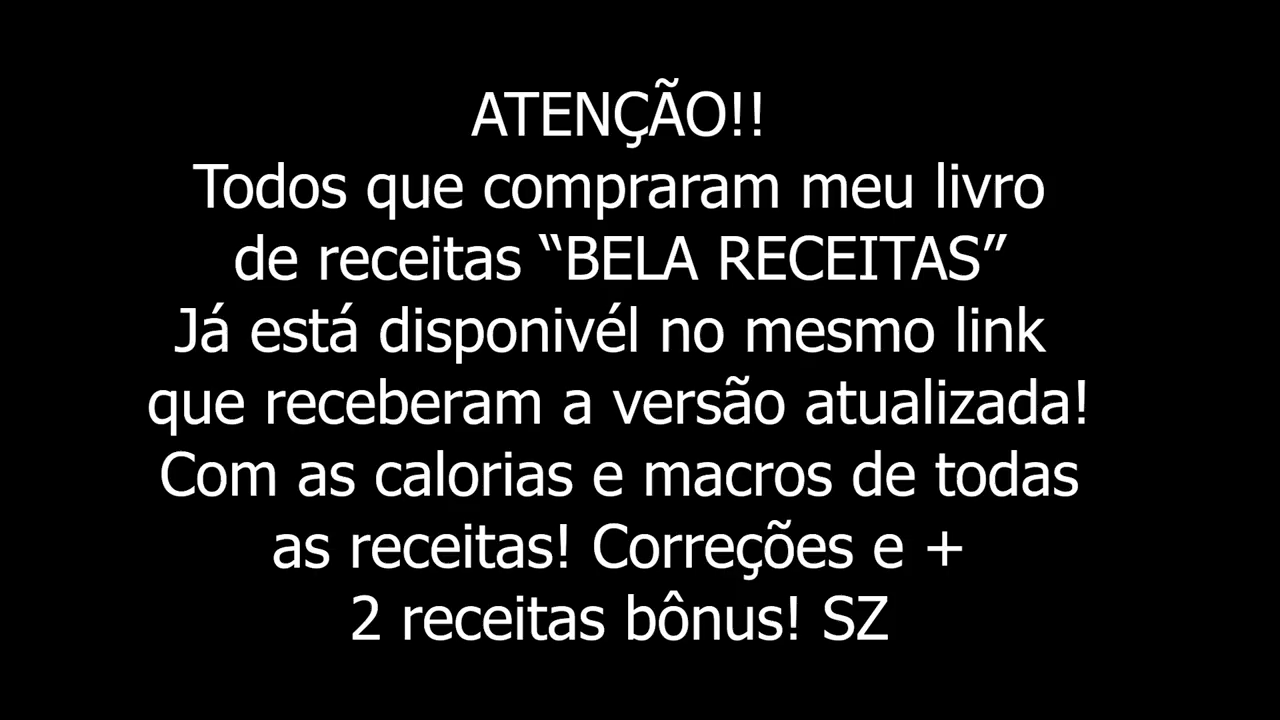 ATENÇÃO!!
Todos que compraram meu livro
de receitas “BELA RECEITAS”
Já está disponivél no mesmo link
que receberam a versão atualizada!
Com as calorias e macros de todas
as receitas! Correções e +
2 receitas bônus! SZ